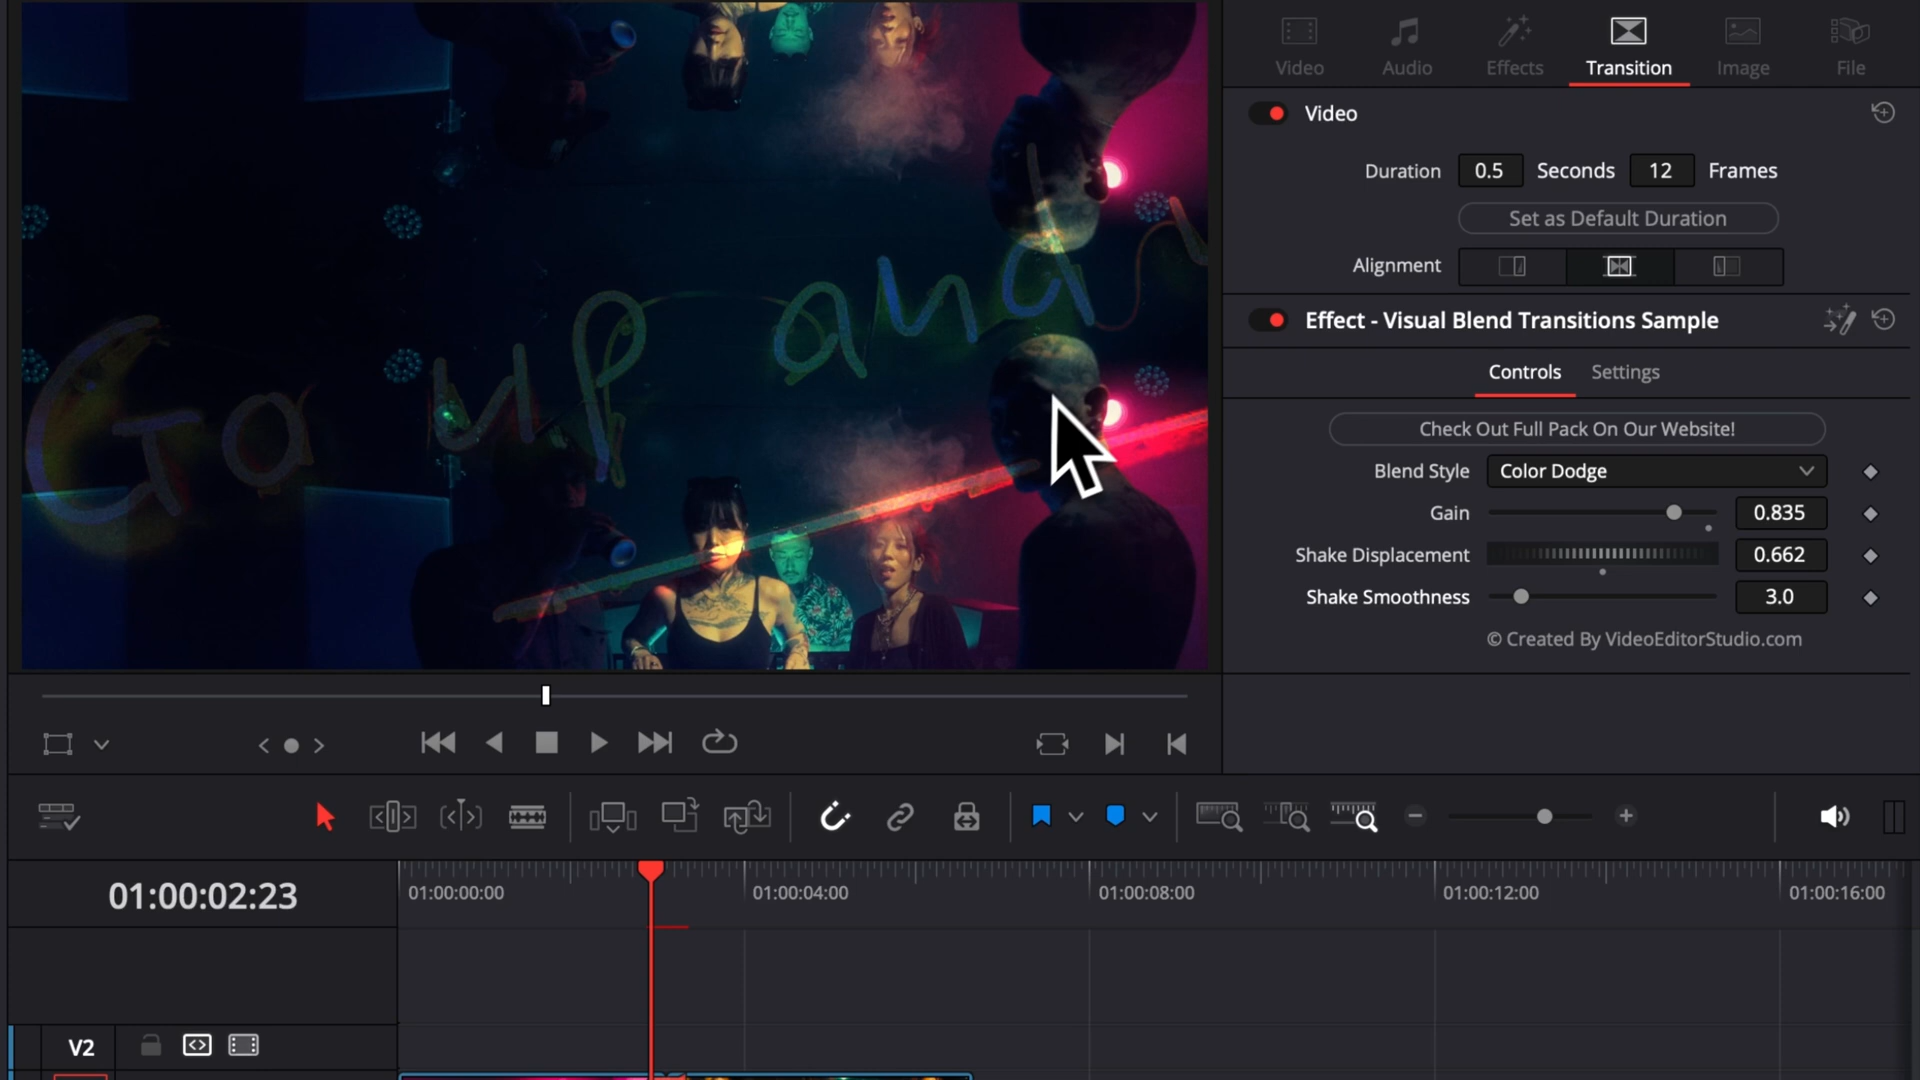 Video Audio Effects Transition Image File
Video
Duration 0.5 Seconds 12 Frames
Set as Default Duration
Alignment
Effect - Visual Blend Transitions Sample
Controls Settings
Check Out Full Pack On Our Website!
Blend Style Color Dodge
Gain 0.835
Shake Displacement 0.662
Shake Smoothness 3.0
© Created By VideoEditorStudio.com
Go up and
01:00:02:23
01:00:00:00 01:00:04:00 01:00:08:00 01:00:12:00 01:00:16:00
V2